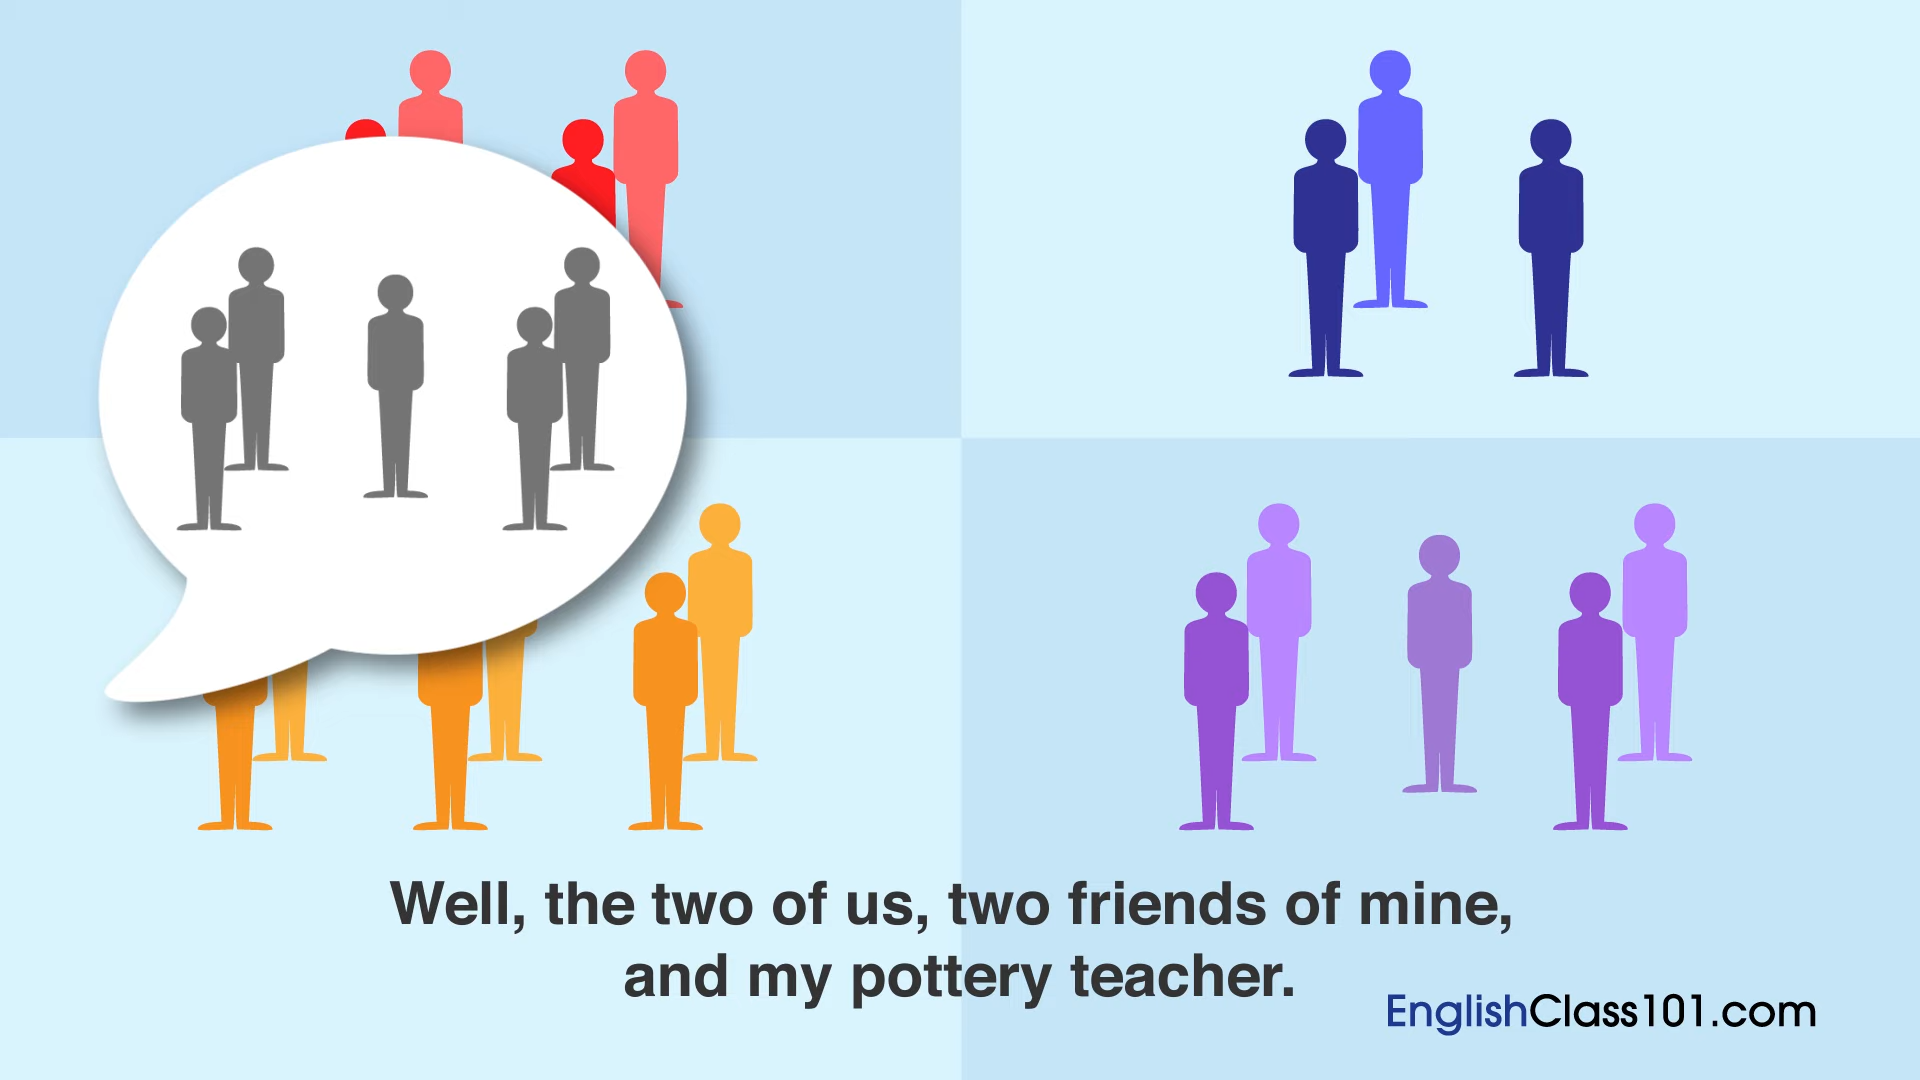 Well, the two of us, two friends of mine,
and my pottery teacher.
EnglishClass101.com